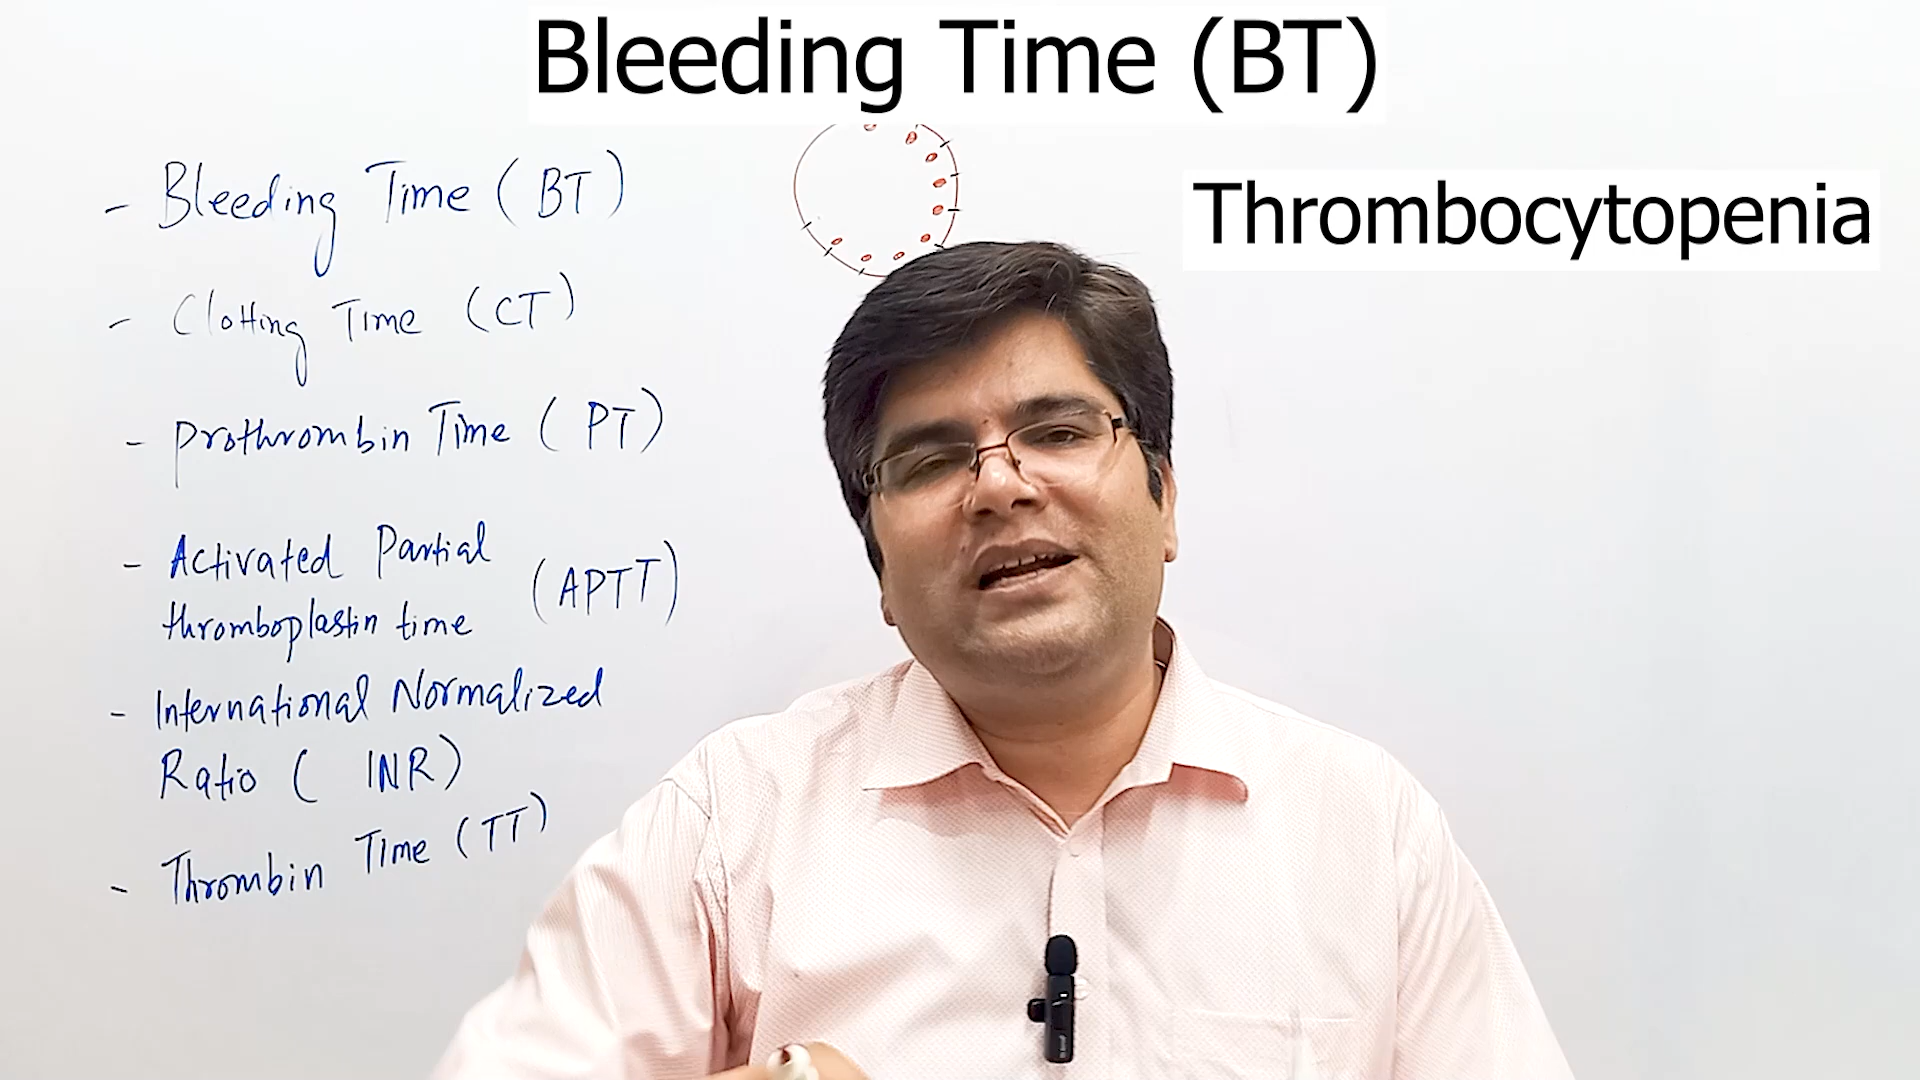 Bleeding Time (BT)
Thrombocytopenia
- Bleeding Time (BT)
- Clotting Time (CT)
- Prothrombin Time (PT)
- Activated Partial
thromboplastin time (APTT)
- International Normalized
Ratio (INR)
- Thrombin Time (TT)